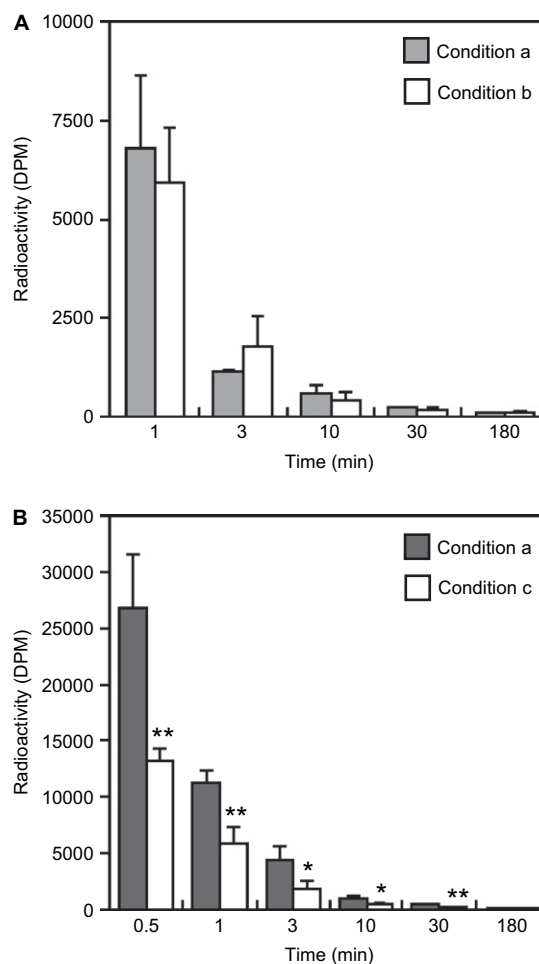 A
10000
7500
5000
2500
0
Radioactivity (DPM)
Condition a
Condition b
1 3 10 30 180
Time (min)
B
35000
30000
25000
20000
15000
10000
5000
0
Radioactivity (DPM)
Condition a
Condition c
**
**
*
*
**
0.5 1 3 10 30 180
Time (min)